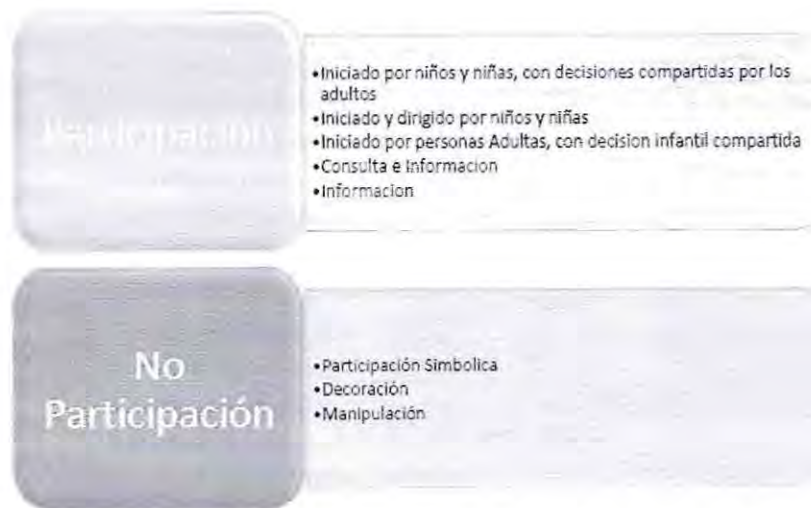 Participación
•Iniciado por niños y niñas, con decisiones compartidas por los
adultos
•Iniciado y dirigido por niños y niñas
•Iniciado por personas Adultas, con decision infantil compartida
•Consulta e Informacion
•Informacion
No
Participación
•Participación Simbolica
•Decoración
•Manipulación